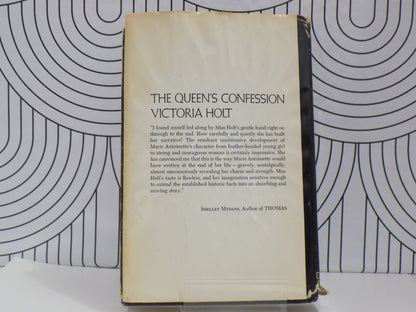 THE QUEEN'S CONFESSION
VICTORIA HOLT
"I found myself led along by Miss Holt's gentle hand right on
through to the end. How carefully and quietly she has built
her narrative! The resultant unobtrusive development of
Marie Antoinette's character from feather-headed young girl
to strong and courageous woman is certainly impressive. She
has convinced me that this is the way Marie Antoinette would
have written at the end of her life—gravely, nostalgically,
almost unconsciously revealing her charm and strength. Miss
Holt's taste is flawless, and her imagination sensitive enough
to extend the established historic facts into an absorbing and
moving story."
SHELLEY MYDANS, Author of THOMAS